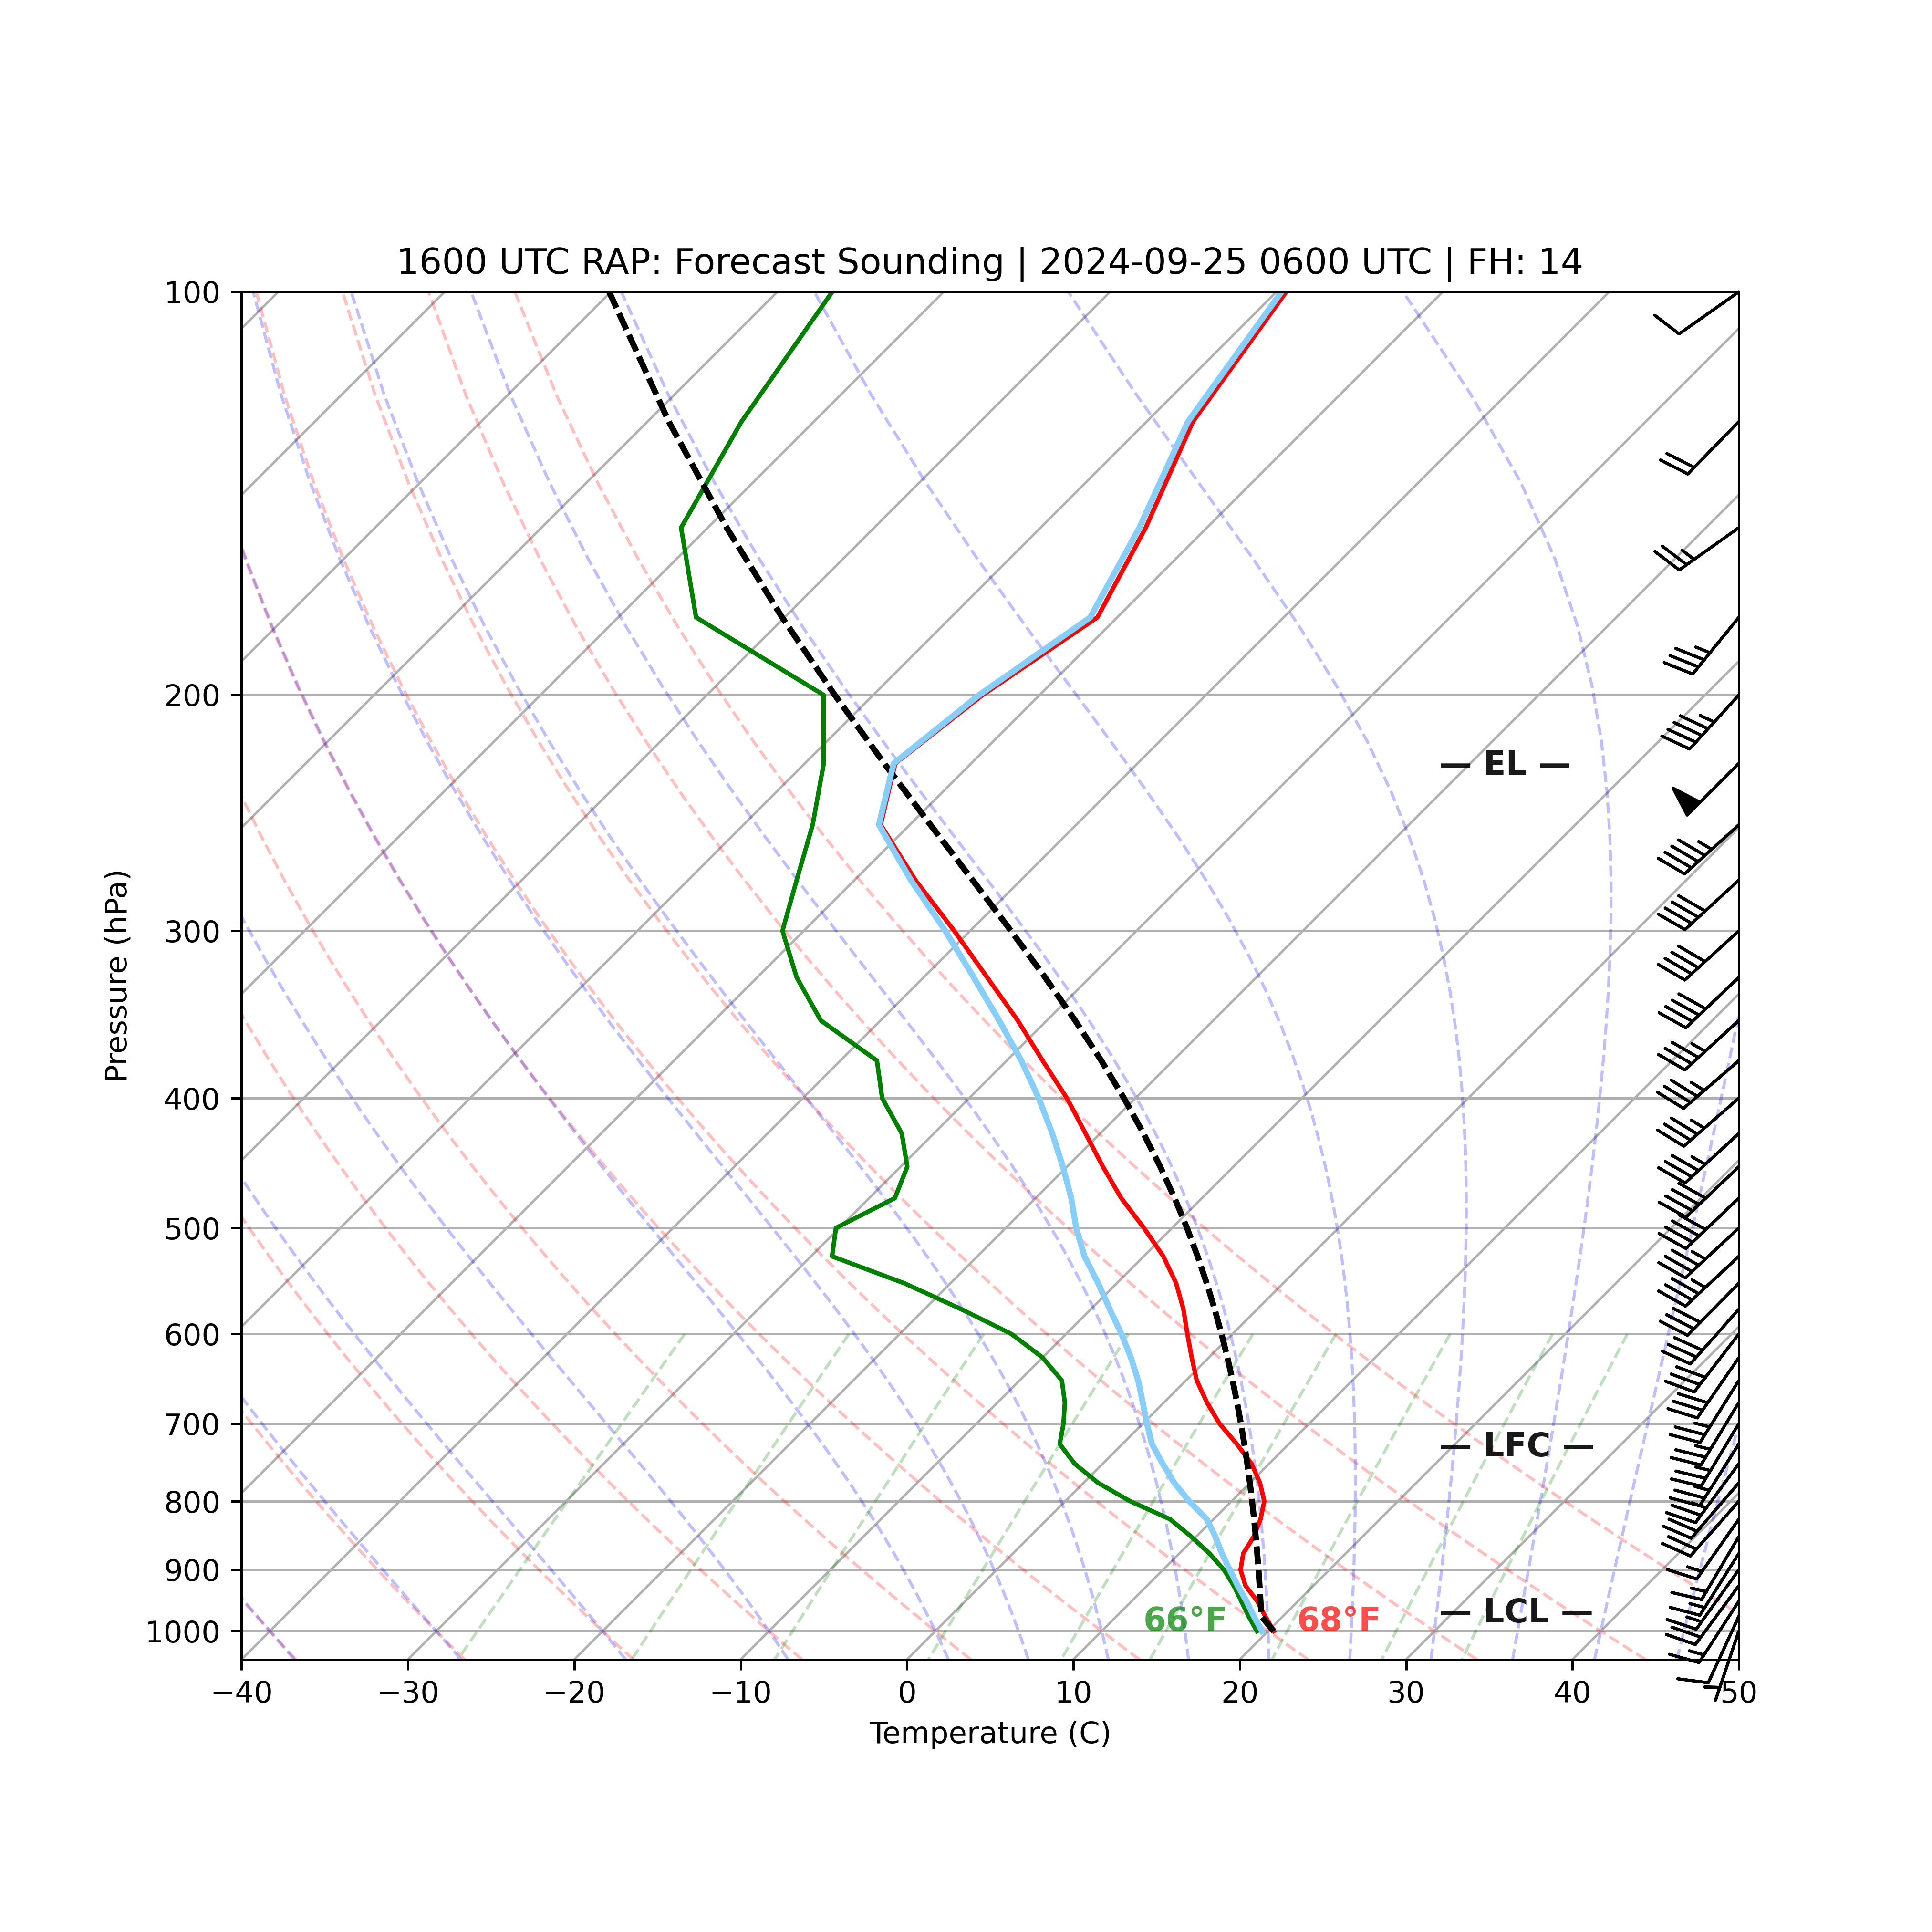 1600 UTC RAP: Forecast Sounding | 2024-09-25 0600 UTC | FH: 14
100
200
— EL —
300
Pressure (hPa)
400
500
600
700
— LFC —
800
900
66°F 68°F — LCL —
1000
−40 −30 −20 −10 0 10 20 30 40 50
Temperature (C)